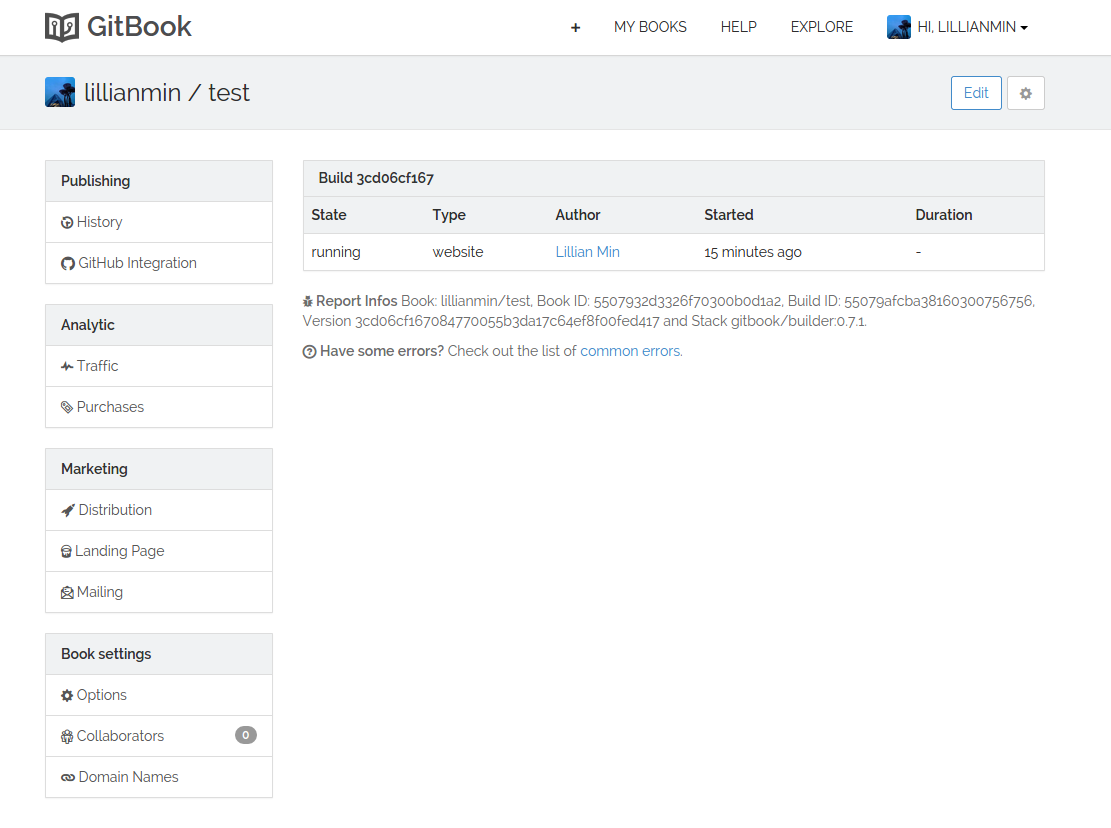 GitBook
+ MY BOOKS HELP EXPLORE HI, LILLIANMIN
lillianmin / test
Edit
Publishing
History
GitHub Integration
Analytic
Traffic
Purchases
Marketing
Distribution
Landing Page
Mailing
Book settings
Options
Collaborators 0
Domain Names
Build 3cd06cf167
State Type Author Started Duration
running website Lillian Min 15 minutes ago -
Report Infos Book: lillianmin/test, Book ID: 5507932d3326f70300b0d1a2, Build ID: 55079afcba38160300756756,
Version 3cd06cf167084770055b3da17c64ef8f00fed417 and Stack gitbook/builder:0.7.1.
Have some errors? Check out the list of common errors.